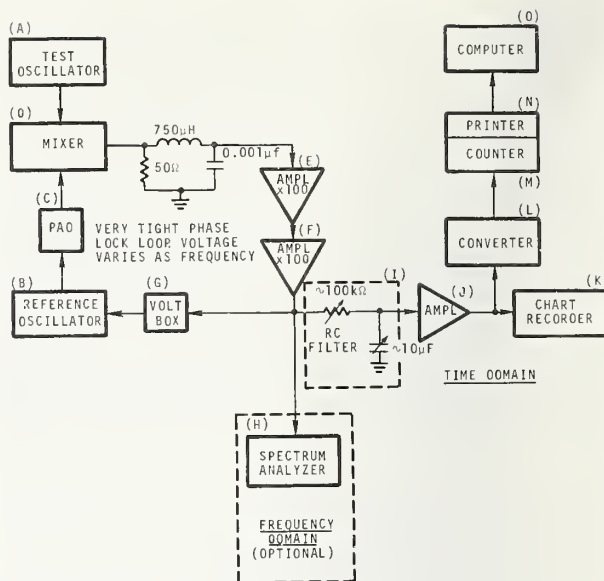 (A)
TEST
OSCILLATOR
(D)
MIXER
750µH
50Ω
0.001µf
(E)
AMPL
x100
(F)
AMPL
x100
(C)
PAD
VERY TIGHT PHASE
LOCK LOOP VOLTAGE
VARIES AS FREQUENCY
(B)
REFERENCE
OSCILLATOR
(G)
VOLT
BOX
(I)
~100kΩ
RC
FILTER
~10µF
(J)
AMPL
(O)
COMPUTER
(N)
PRINTER
COUNTER
(M)
(L)
CONVERTER
(K)
CHART
RECORDER
TIME DOMAIN
(H)
SPECTRUM
ANALYZER
FREQUENCY
DOMAIN
(OPTIONAL)